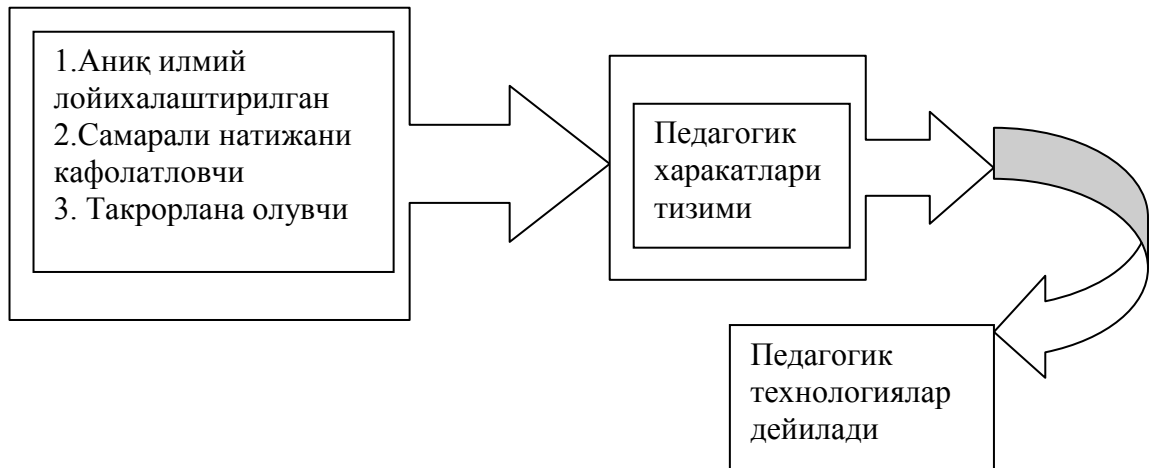 1.Аниқ илмий
лойихалаштирилган
2.Самарали натижани
кафолатловчи
3. Такрорлана олувчи
Педагогик
харакатлари
тизими
Педагогик
технологиялар
дейилади